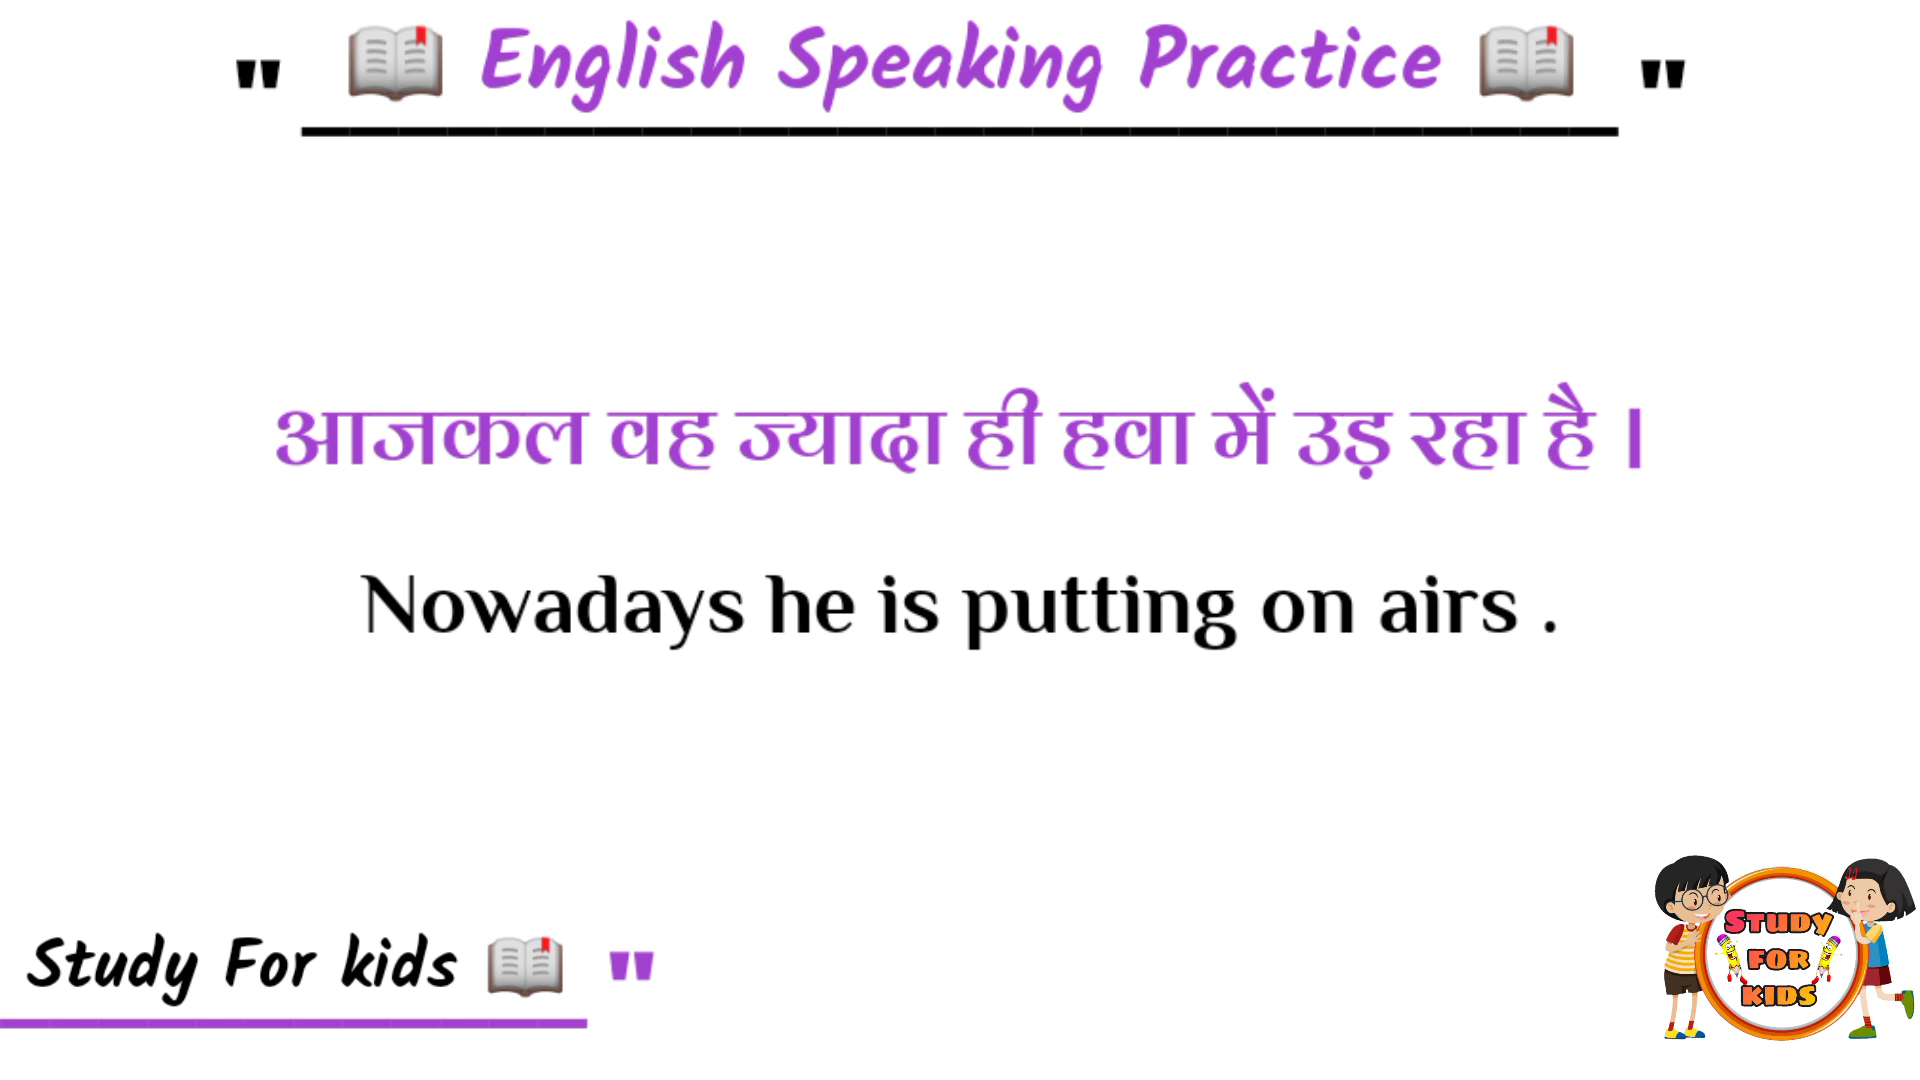 " 📖 English Speaking Practice 📖 "
आजकल वह ज्यादा ही हवा में उड़ रहा है ।
Nowadays he is putting on airs .
Study For kids 📖 "
STUDY
FOR
KIDS